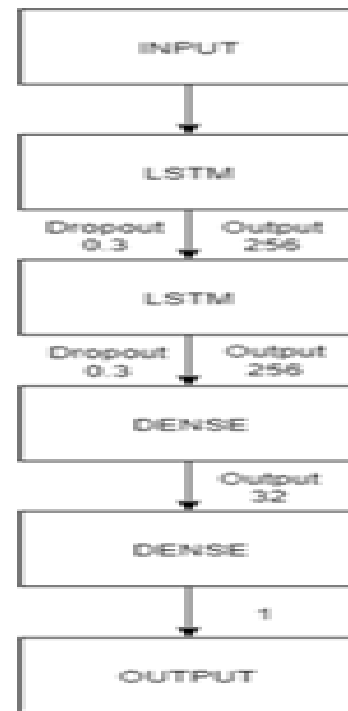 INPUT
LSTM
Dropout Output
0.3 256
LSTM
Dropout Output
0.3 256
DENSE
Output
32
DENSE
1
OUTPUT